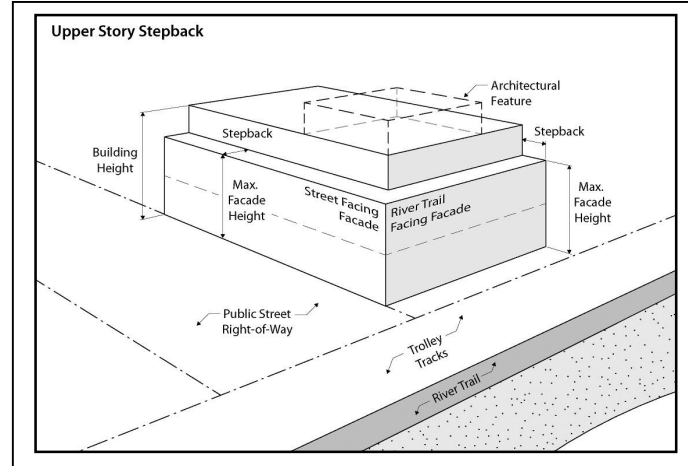 Upper Story Stepback
Architectural
Feature
Stepback
Stepback
Building
Height
Max.
Facade
Height
Street Facing
Facade
River Trail
Facing Facade
Max.
Facade
Height
Public Street
Right-of-Way
Trolley
Tracks
River Trail